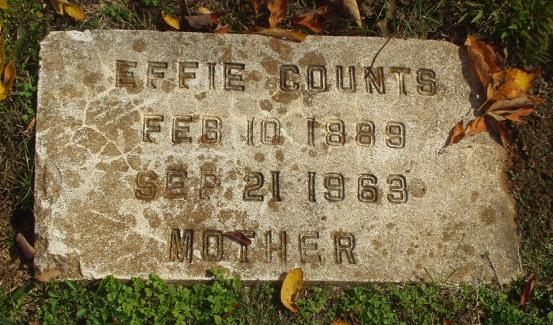 EFFIE COUNTS
FEB 10 1889
SEP 21 1963
MOTHER